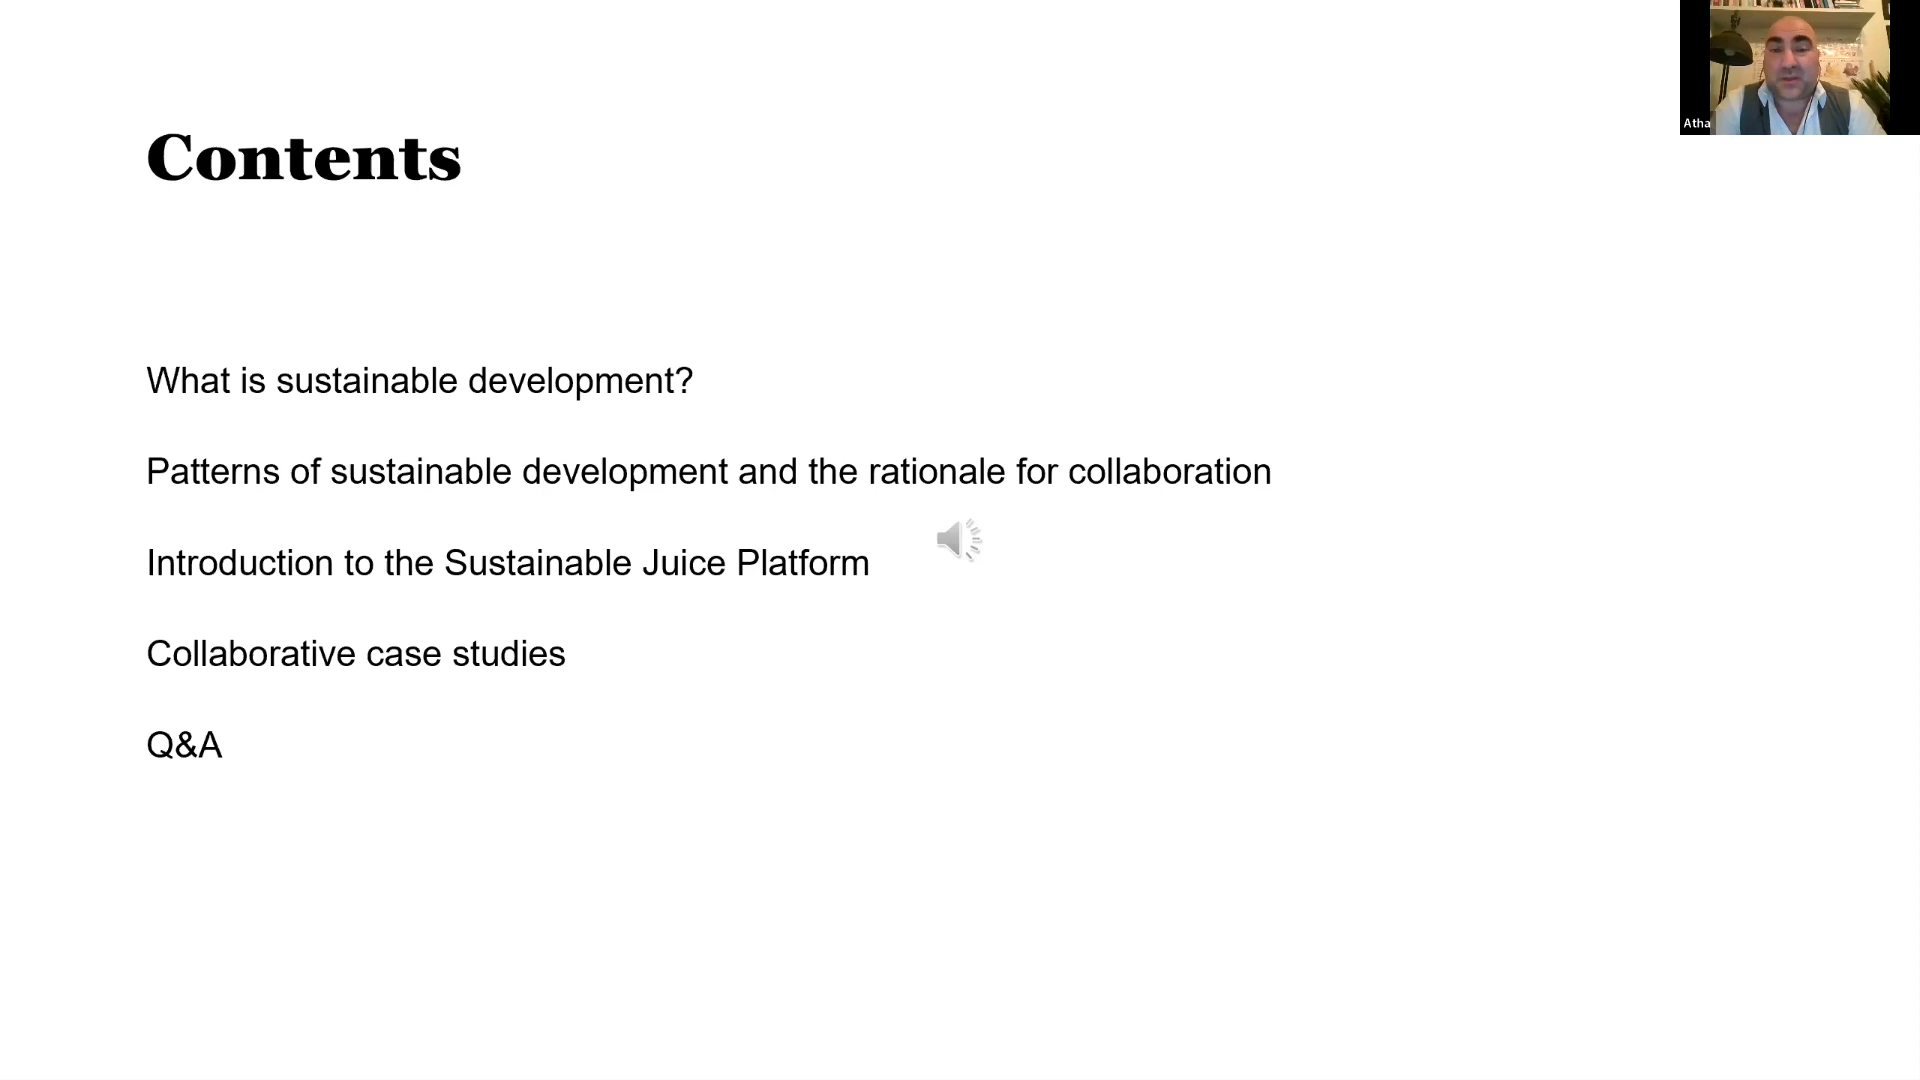 Contents
What is sustainable development?
Patterns of sustainable development and the rationale for collaboration
Introduction to the Sustainable Juice Platform
Collaborative case studies
Q&A
Atha